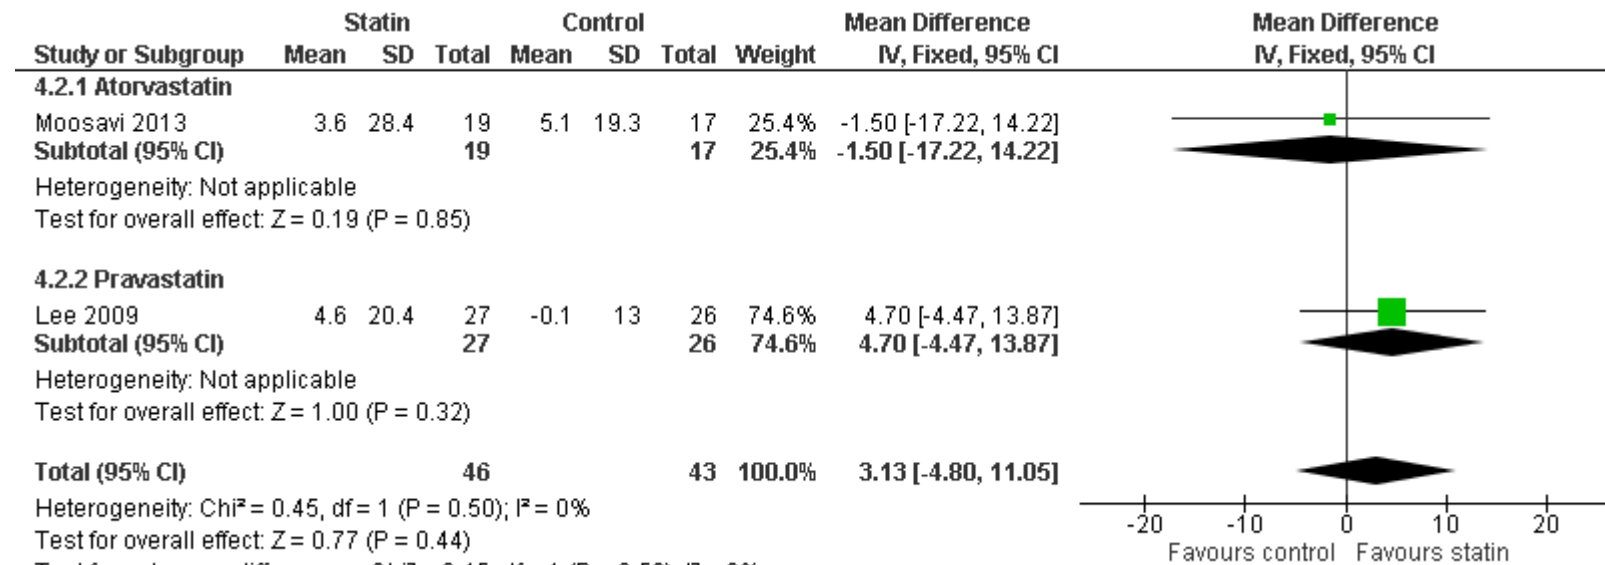 Statin Control Mean Difference Mean Difference
Study or Subgroup Mean SD Total Mean SD Total Weight IV, Fixed, 95% CI IV, Fixed, 95% CI
4.2.1 Atorvastatin
Moosavi 2013 3.6 28.4 19 5.1 19.3 17 25.4% -1.50 [-17.22, 14.22]
Subtotal (95% CI) 19 17 25.4% -1.50 [-17.22, 14.22]
Heterogeneity: Not applicable
Test for overall effect: Z = 0.19 (P = 0.85)
4.2.2 Pravastatin
Lee 2009 4.6 20.4 27 -0.1 13 26 74.6% 4.70 [-4.47, 13.87]
Subtotal (95% CI) 27 26 74.6% 4.70 [-4.47, 13.87]
Heterogeneity: Not applicable
Test for overall effect: Z = 1.00 (P = 0.32)
Total (95% CI) 46 43 100.0% 3.13 [-4.80, 11.05]
Heterogeneity: Chi² = 0.45, df = 1 (P = 0.50); I² = 0%
-20 -10 0 10 20
Test for overall effect: Z = 0.77 (P = 0.44)
Favours control Favours statin